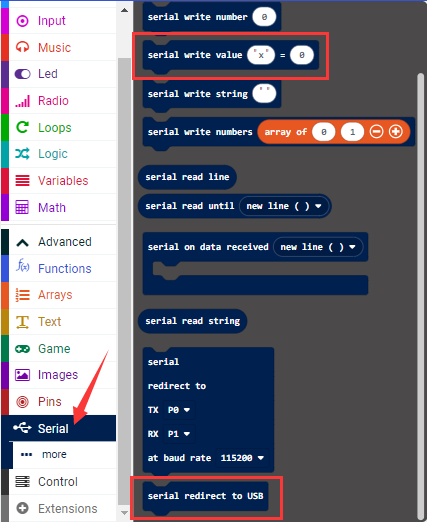 Input
Music
Led
Radio
Loops
Logic
Variables
Math
Advanced
Functions
Arrays
Text
Game
Images
Pins
Serial
more
Control
Extensions
serial write number 0
serial write value "x" = 0
serial write string " "
serial write numbers array of 0 1
serial read line
serial read until new line ( )
serial on data received new line ( )
serial read string
serial
redirect to
TX P0
RX P1
at baud rate 115200
serial redirect to USB